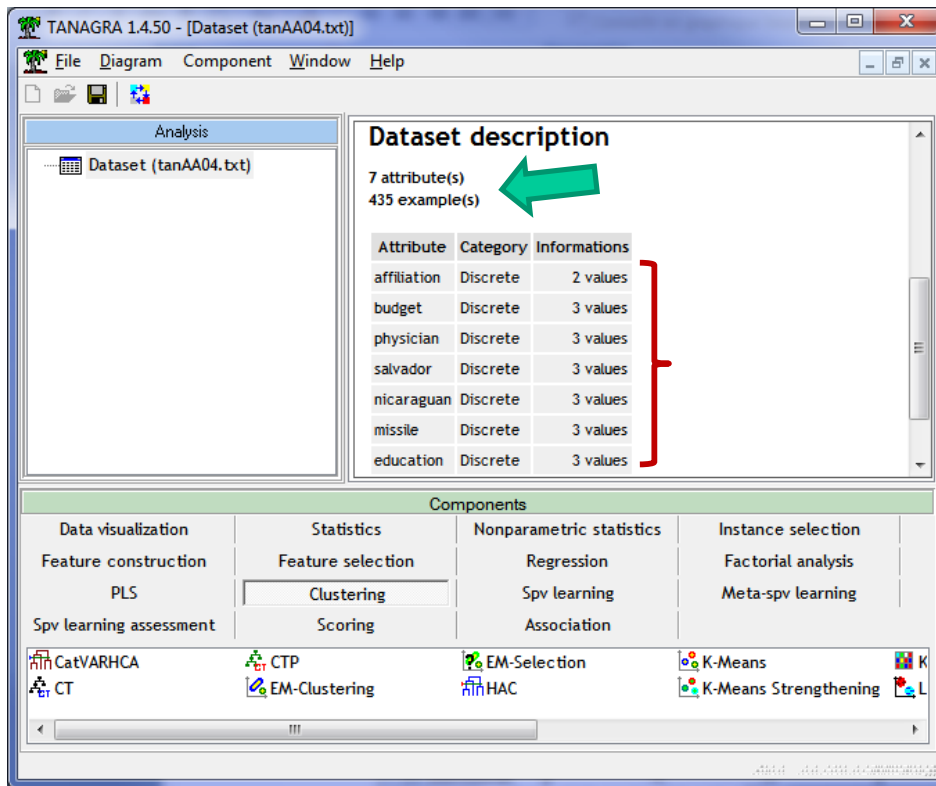 TANAGRA 1.4.50 - [Dataset (tanAA04.txt)]
File Diagram Component Window Help
Analysis
Dataset (tanAA04.txt)
Dataset description
7 attribute(s)
435 example(s)
Attribute Category Informations
affiliation Discrete 2 values
budget Discrete 3 values
physician Discrete 3 values
salvador Discrete 3 values
nicaraguan Discrete 3 values
missile Discrete 3 values
education Discrete 3 values
Components
Data visualization Statistics Nonparametric statistics Instance selection
Feature construction Feature selection Regression Factorial analysis
PLS Clustering Spv learning Meta-spv learning
Spv learning assessment Scoring Association
CatVARHCA CTP EM-Selection K-Means K
CT EM-Clustering HAC K-Means Strengthening L